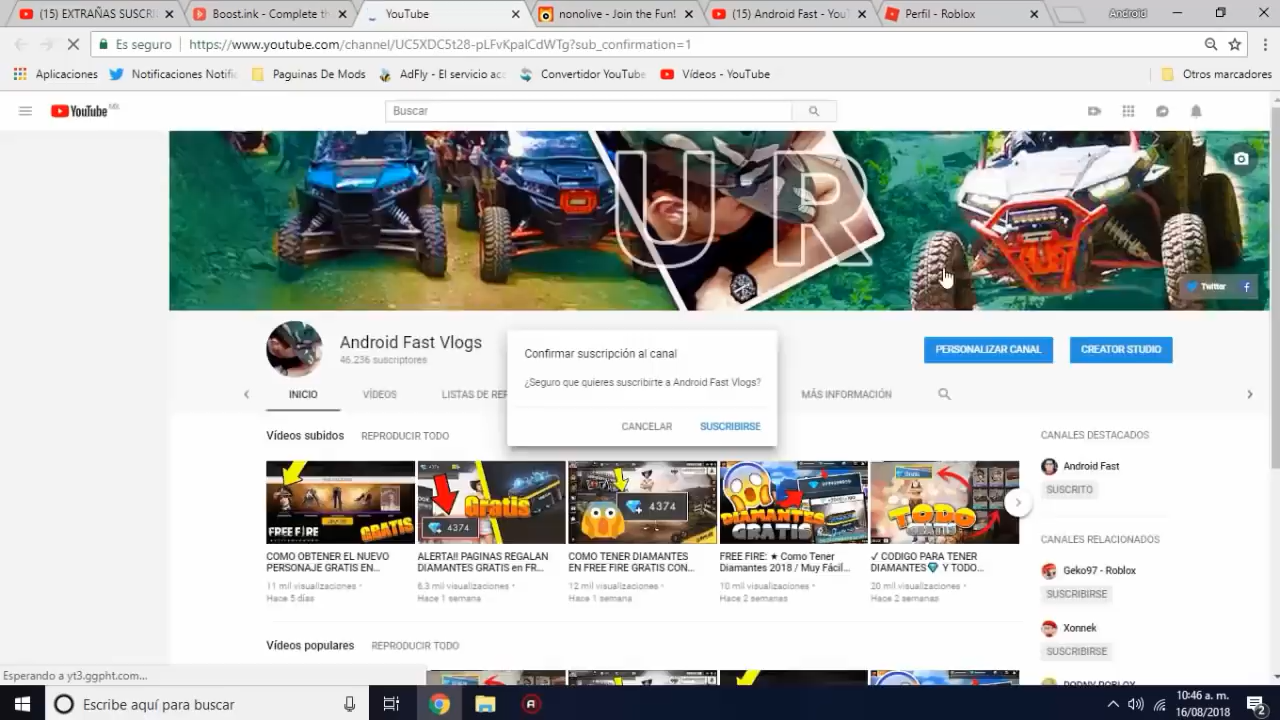 (15) EXTRAÑAS SUSCRI
Boost.ink - Complete th
YouTube
nonolive - Join the Fun!
(15) Android Fast - YouT
Perfil - Roblox
Android
Es seguro
https://www.youtube.com/channel/UC5XDC5t28-pLFvKpalCdWTg?sub_confirmation=1
Aplicaciones
Notificaciones Notific
Paguinas De Mods
AdFly - El servicio ac
Convertidor YouTube
Vídeos - YouTube
Otros marcadores
YouTube MX
Buscar
U R
Twitter
Android Fast Vlogs
46.236 suscriptores
PERSONALIZAR CANAL
CREATOR STUDIO
Confirmar suscripción al canal
¿Seguro que quieres suscribirte a Android Fast Vlogs?
CANCELAR
SUSCRIBIRSE
INICIO
VÍDEOS
LISTAS DE REP
MÁS INFORMACIÓN
Vídeos subidos
REPRODUCIR TODO
FREE FIRE
GRATIS
Gratis
4374
4374
DIAMANTES
GRATIS
TODO
GRATIS
COMO OBTENER EL NUEVO
PERSONAJE GRATIS EN...
11 mil visualizaciones •
Hace 5 días
ALERTA!! PAGINAS REGALAN
DIAMANTES GRATIS en FR...
6.3 mil visualizaciones •
Hace 1 semana
COMO TENER DIAMANTES
EN FREE FIRE GRATIS CON...
12 mil visualizaciones •
Hace 1 semana
FREE FIRE: ★ Como Tener
Diamantes 2018 / Muy Fácil...
10 mil visualizaciones •
Hace 2 semanas
✓ CODIGO PARA TENER
DIAMANTES💎 Y TODO...
20 mil visualizaciones •
Hace 2 semanas
CANALES DESTACADOS
Android Fast
SUSCRITO
CANALES RELACIONADOS
Geko97 - Roblox
SUSCRIBIRSE
Xonnek
SUSCRIBIRSE
Vídeos populares
REPRODUCIR TODO
Esperando a yt3.ggpht.com...
Escribe aquí para buscar
10:46 a. m.
16/08/2018
2